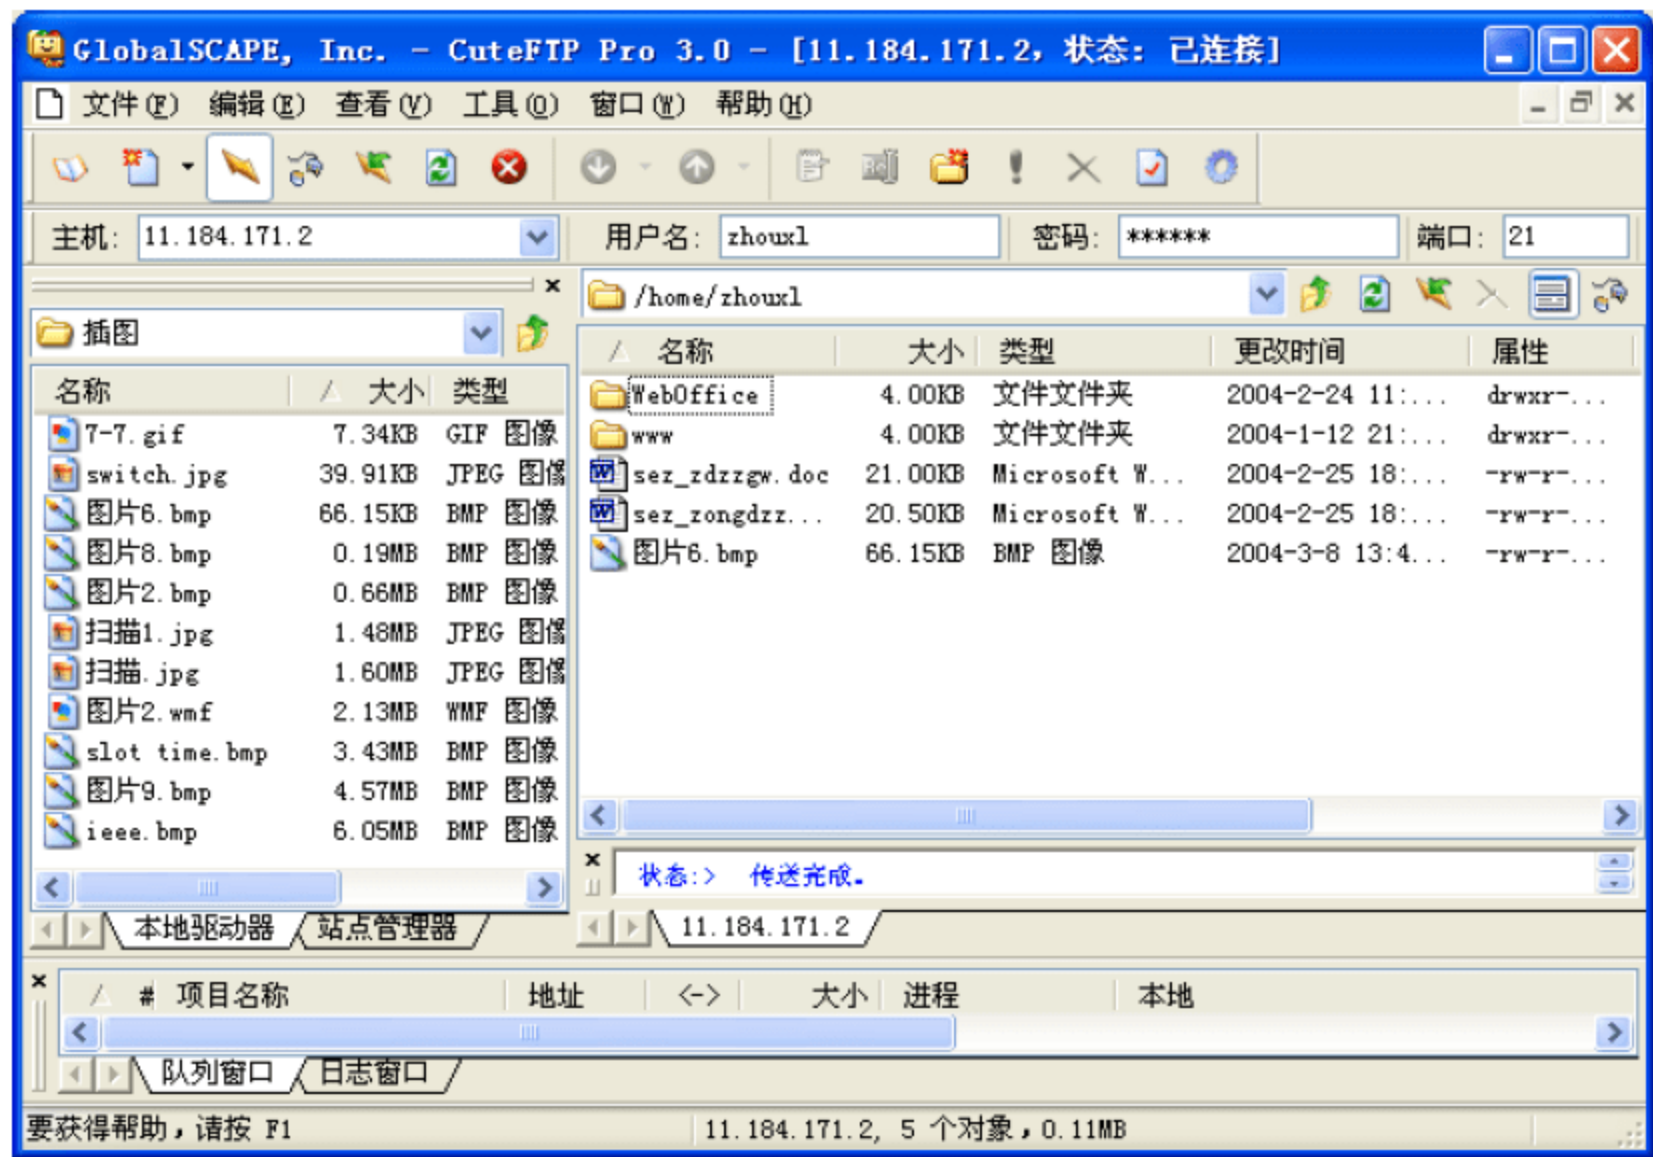 GlobalSCAPE, Inc. - CuteFTP Pro 3.0 - [11.184.171.2, 状态: 已连接]
文件(F) 编辑(E) 查看(V) 工具(O) 窗口(W) 帮助(H)
主机: 11.184.171.2 用户名: zhouxl 密码: ****** 端口: 21
插图
名称 大小 类型
7-7.gif 7.34KB GIF 图像
switch.jpg 39.91KB JPEG 图像
图片6.bmp 66.15KB BMP 图像
图片8.bmp 0.19MB BMP 图像
图片2.bmp 0.66MB BMP 图像
扫描1.jpg 1.48MB JPEG 图像
扫描.jpg 1.60MB JPEG 图像
图片2.wmf 2.13MB WMF 图像
slot time.bmp 3.43MB BMP 图像
图片9.bmp 4.57MB BMP 图像
ieee.bmp 6.05MB BMP 图像
本地驱动器 站点管理器
/home/zhouxl
名称 大小 类型 更改时间 属性
WebOffice 4.00KB 文件文件夹 2004-2-24 11:... drwxr-...
www 4.00KB 文件文件夹 2004-1-12 21:... drwxr-...
sez_zdzzgw.doc 21.00KB Microsoft W... 2004-2-25 18:... -rw-r-...
sez_zongdzz... 20.50KB Microsoft W... 2004-2-25 18:... -rw-r-...
图片6.bmp 66.15KB BMP 图像 2004-3-8 13:4... -rw-r-...
状态:> 传送完成.
11.184.171.2
# 项目名称 地址 <-> 大小 进程 本地
队列窗口 日志窗口
要获得帮助,请按 F1 11.184.171.2, 5 个对象,0.11MB